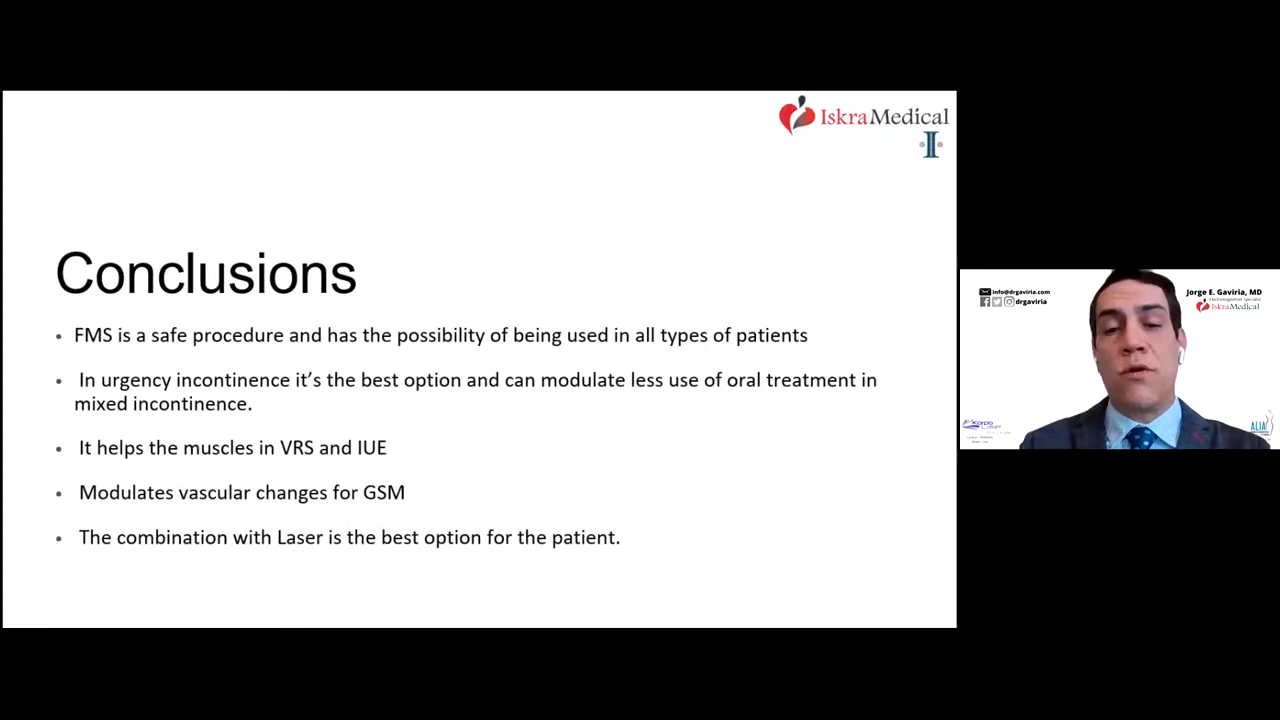 IskraMedical
I
Conclusions
• FMS is a safe procedure and has the possibility of being used in all types of patients
• In urgency incontinence it’s the best option and can modulate less use of oral treatment in
mixed incontinence.
• It helps the muscles in VRS and IUE
• Modulates vascular changes for GSM
• The combination with Laser is the best option for the patient.
info@drgaviria.com
drgaviria
Jorge E. Gaviria, MD
IskraMedical
ALIA